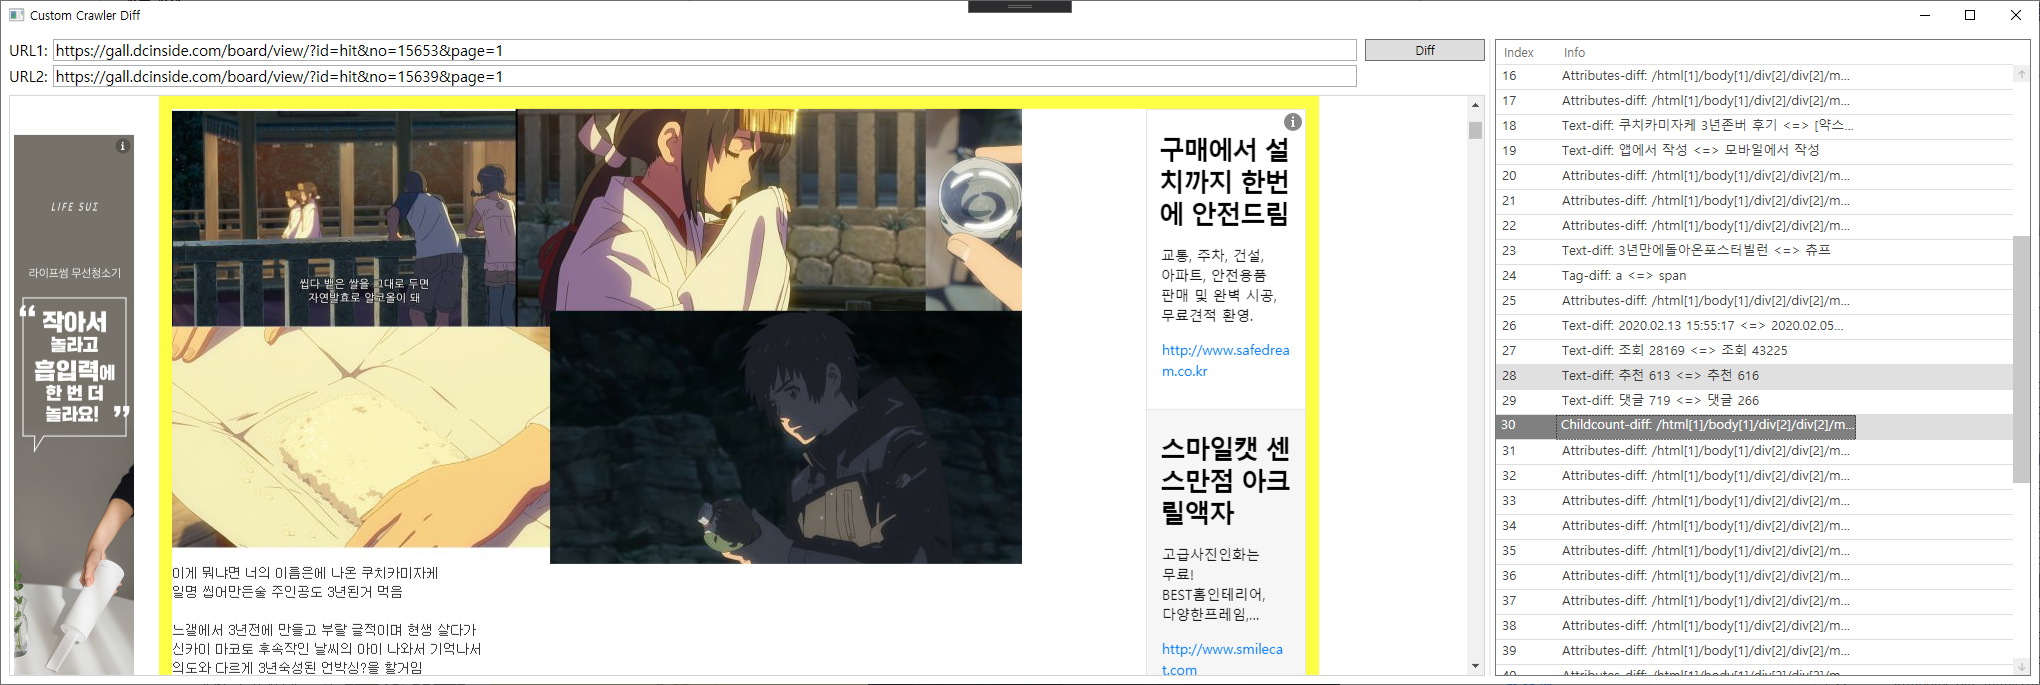 Custom Crawler Diff
URL1: https://gall.dcinside.com/board/view/?id=hit&no=15653&page=1
Diff
URL2: https://gall.dcinside.com/board/view/?id=hit&no=15639&page=1
LIFE SUΣ
라이프썸 무선청소기
“ 작아서
놀라고
흡입력에
한 번 더
놀라요! ”
씹다 뱉은 쌀을 그대로 두면
자연발효로 알코올이 돼
이게 뭐냐면 너의 이름은에 나온 쿠치카미자케
일명 씹어만든술 주인공도 3년된거 먹음
느갤에서 3년전에 만들고 부랄 글적이며 현생 살다가
신카이 마코토 후속작인 날씨의 아이 나와서 기억나서
의도와 다르게 3년숙성된 언박싱?을 할거임
구매에서 설
치까지 한번
에 안전드림
교통, 주차, 건설,
아파트, 안전용품
판매 및 완벽 시공,
무료견적 환영.
http://www.safedrea
m.co.kr
스마일캣 센
스만점 아크
릴액자
고급사진인화는
무료!
BEST홈인테리어,
다양한프레임,...
http://www.smileca
t.com
Index Info
16 Attributes-diff: /html[1]/body[1]/div[2]/div[2]/m...
17 Attributes-diff: /html[1]/body[1]/div[2]/div[2]/m...
18 Text-diff: 쿠치카미자케 3년존버 후기 <=> [약스...
19 Text-diff: 앱에서 작성 <=> 모바일에서 작성
20 Attributes-diff: /html[1]/body[1]/div[2]/div[2]/m...
21 Attributes-diff: /html[1]/body[1]/div[2]/div[2]/m...
22 Attributes-diff: /html[1]/body[1]/div[2]/div[2]/m...
23 Text-diff: 3년만에돌아온포스터빌런 <=> 츄프
24 Tag-diff: a <=> span
25 Attributes-diff: /html[1]/body[1]/div[2]/div[2]/m...
26 Text-diff: 2020.02.13 15:55:17 <=> 2020.02.05...
27 Text-diff: 조회 28169 <=> 조회 43225
28 Text-diff: 추천 613 <=> 추천 616
29 Text-diff: 댓글 719 <=> 댓글 266
30 Childcount-diff: /html[1]/body[1]/div[2]/div[2]/m...
31 Attributes-diff: /html[1]/body[1]/div[2]/div[2]/m...
32 Attributes-diff: /html[1]/body[1]/div[2]/div[2]/m...
33 Attributes-diff: /html[1]/body[1]/div[2]/div[2]/m...
34 Attributes-diff: /html[1]/body[1]/div[2]/div[2]/m...
35 Attributes-diff: /html[1]/body[1]/div[2]/div[2]/m...
36 Attributes-diff: /html[1]/body[1]/div[2]/div[2]/m...
37 Attributes-diff: /html[1]/body[1]/div[2]/div[2]/m...
38 Attributes-diff: /html[1]/body[1]/div[2]/div[2]/m...
39 Attributes-diff: /html[1]/body[1]/div[2]/div[2]/m...
40 Attributes-diff: /html[1]/body[1]/div[2]/div[2]/m...